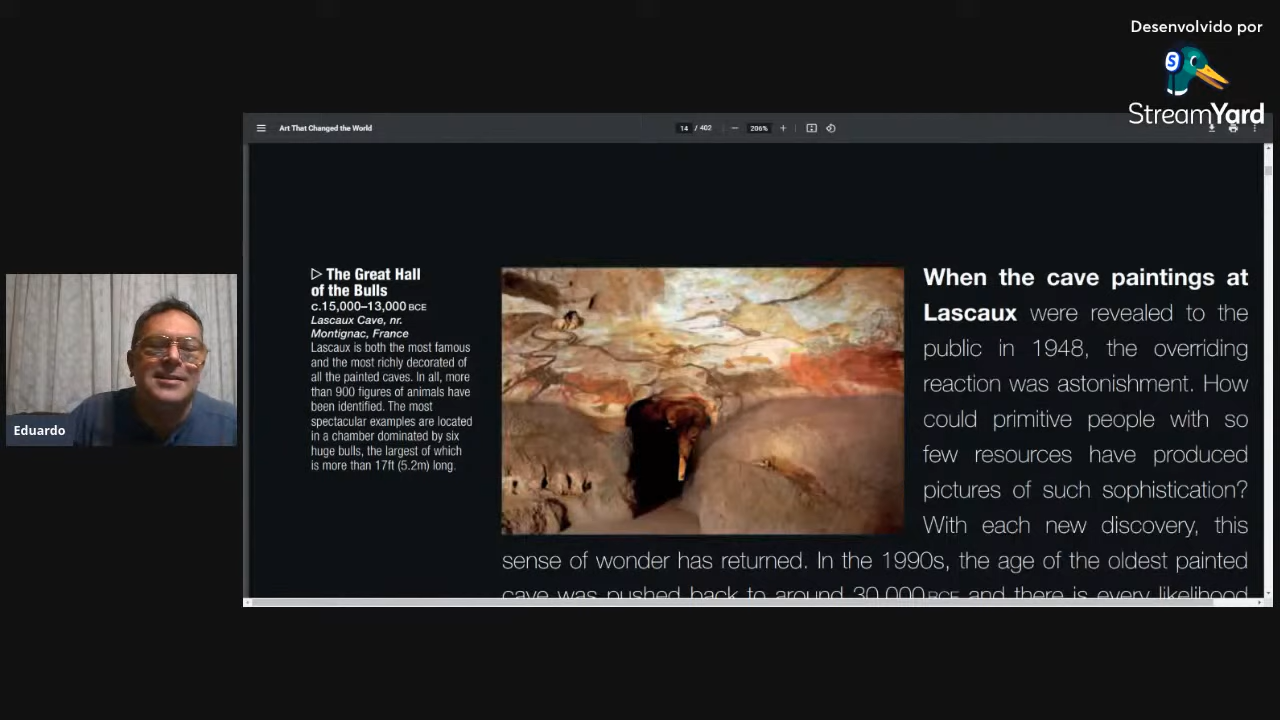 Desenvolvido por
StreamYard
Art That Changed the World
14 / 402
206%
The Great Hall
of the Bulls
c.15,000–13,000 BCE
Lascaux Cave, nr.
Montignac, France
Lascaux is both the most famous
and the most richly decorated of
all the painted caves. In all, more
than 900 figures of animals have
been identified. The most
spectacular examples are located
in a chamber dominated by six
huge bulls, the largest of which
is more than 17ft (5.2m) long.
When the cave paintings at
Lascaux were revealed to the
public in 1948, the overriding
reaction was astonishment. How
could primitive people with so
few resources have produced
pictures of such sophistication?
With each new discovery, this
sense of wonder has returned. In the 1990s, the age of the oldest painted
cave was pushed back to around 30,000 BCE and there is every likelihood
Eduardo